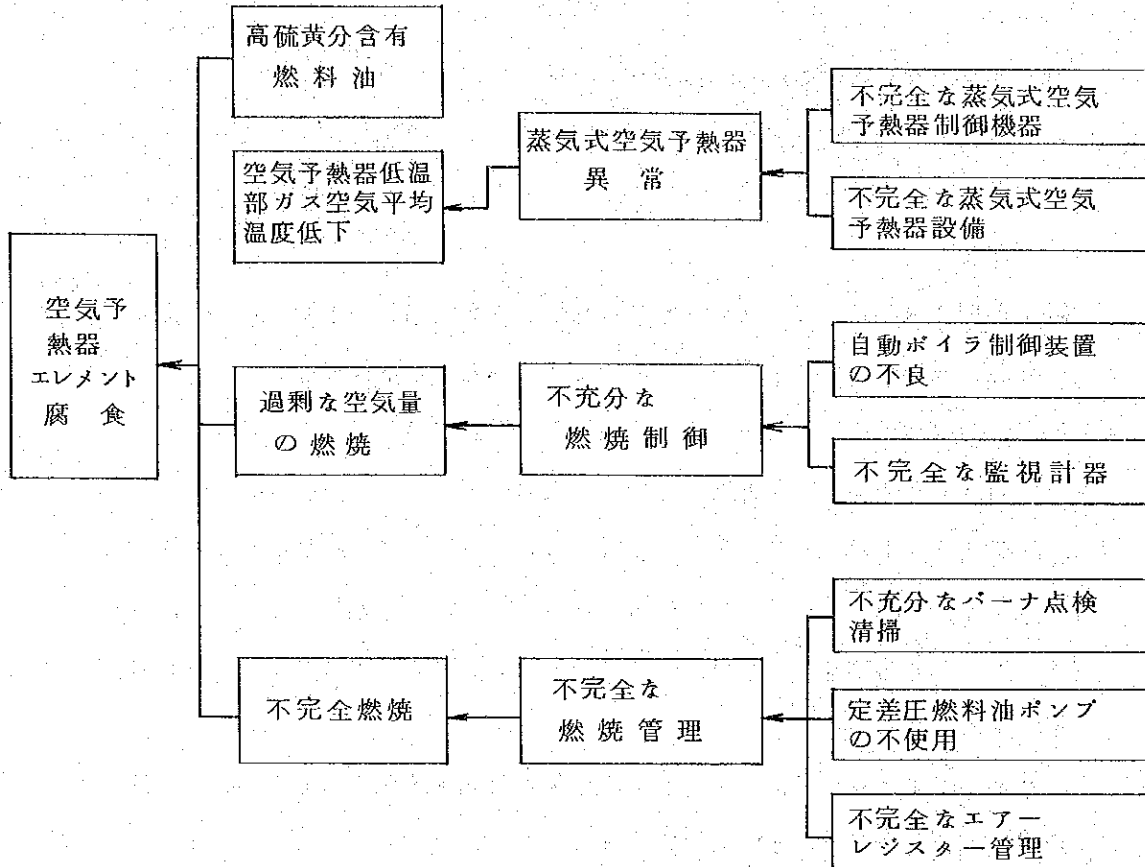 高硫黄分含有
燃料油
空気予熱器低温
部ガス空気平均
温度低下
蒸気式空気予熱器
異常
不完全な蒸気式空気
予熱器制御機器
不完全な蒸気式空気
予熱器設備
空気予
熱器
エレメント
腐食
過剰な空気量
の燃焼
不充分な
燃焼制御
自動ボイラ制御装置
の不良
不完全な監視計器
不完全燃焼
不完全な
燃焼管理
不充分なバーナ点検
清掃
定差圧燃料油ポンプ
の不使用
不完全なエアー
レジスター管理